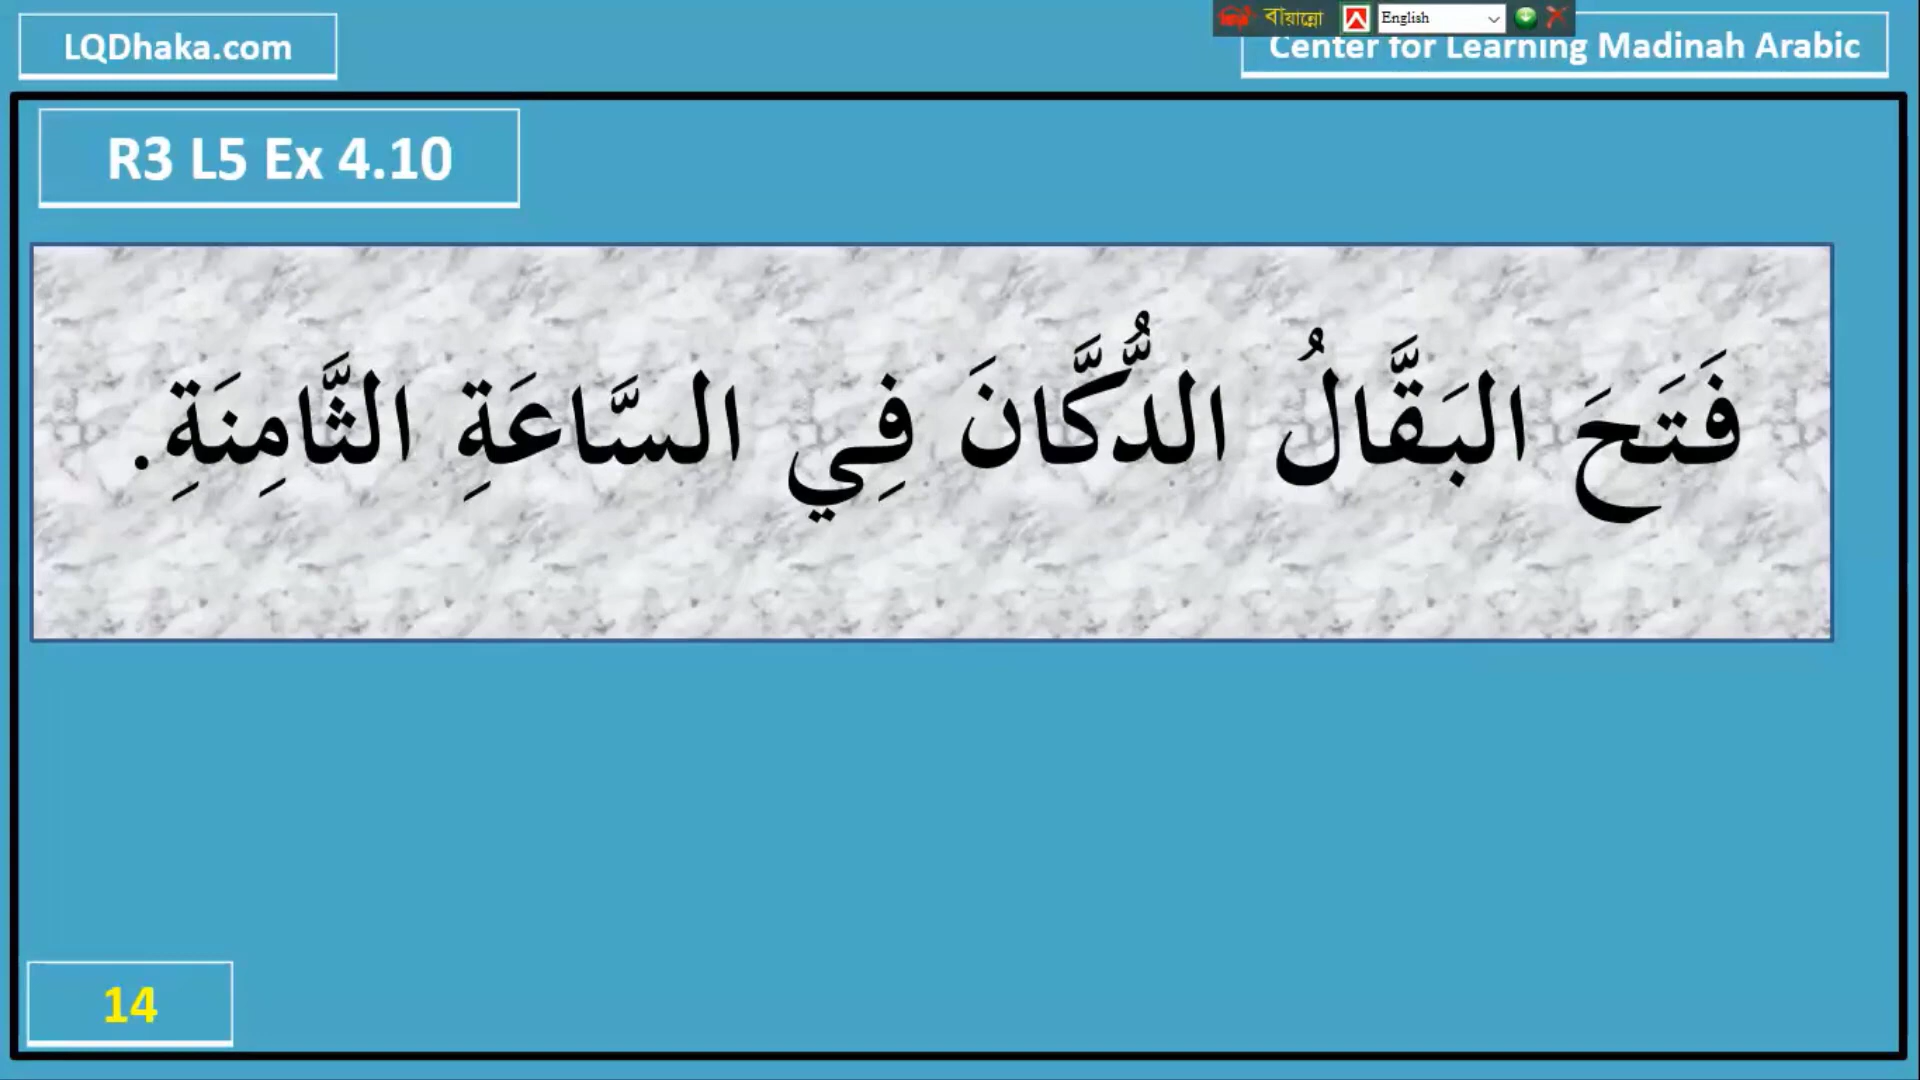 LQDhaka.com
বায়ান্নো
English
Center for Learning Madinah Arabic
R3 L5 Ex 4.10
فَتَحَ البَقَّالُ الدُّكَّانَ فِي السَّاعَةِ الثَّامِنَةِ.
14